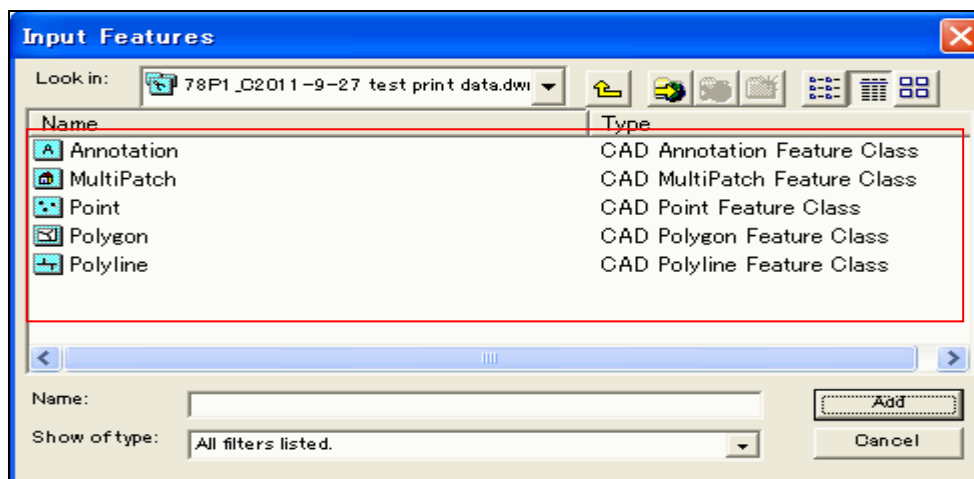 Input Features
Look in: 78P1_C2011-9-27 test print data.dw
Name Type
Annotation CAD Annotation Feature Class
MultiPatch CAD MultiPatch Feature Class
Point CAD Point Feature Class
Polygon CAD Polygon Feature Class
Polyline CAD Polyline Feature Class
Name: Add
Show of type: All filters listed. Cancel